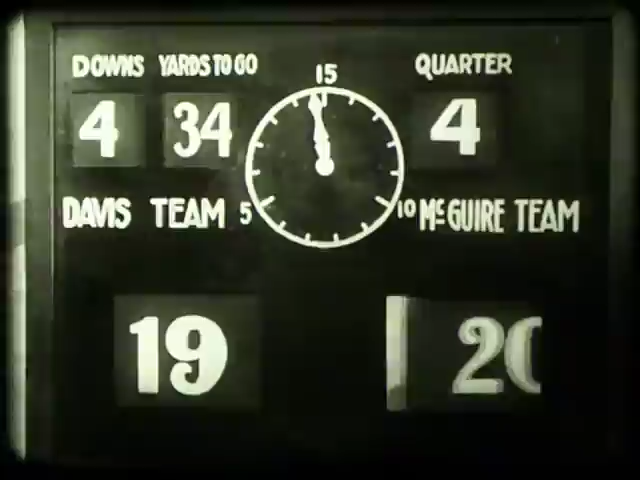 DOWNS YARDS TO GO 15 QUARTER
4 34 4
DAVIS TEAM 5 10 McGUIRE TEAM
19 20